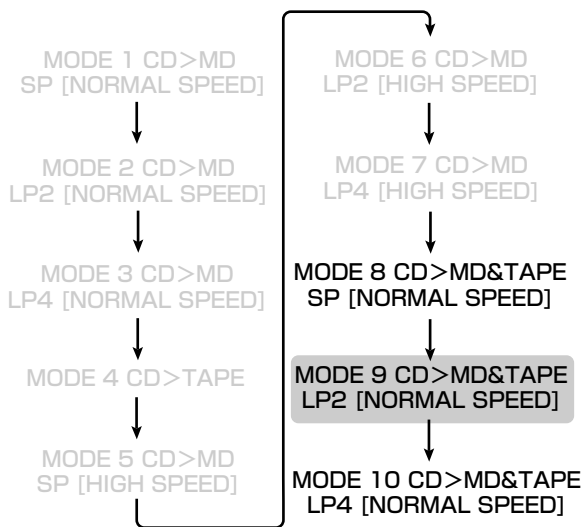 MODE 1 CD>MD
SP [NORMAL SPEED]
MODE 2 CD>MD
LP2 [NORMAL SPEED]
MODE 3 CD>MD
LP4 [NORMAL SPEED]
MODE 4 CD>TAPE
MODE 5 CD>MD
SP [HIGH SPEED]
MODE 6 CD>MD
LP2 [HIGH SPEED]
MODE 7 CD>MD
LP4 [HIGH SPEED]
MODE 8 CD>MD&TAPE
SP [NORMAL SPEED]
MODE 9 CD>MD&TAPE
LP2 [NORMAL SPEED]
MODE 10 CD>MD&TAPE
LP4 [NORMAL SPEED]